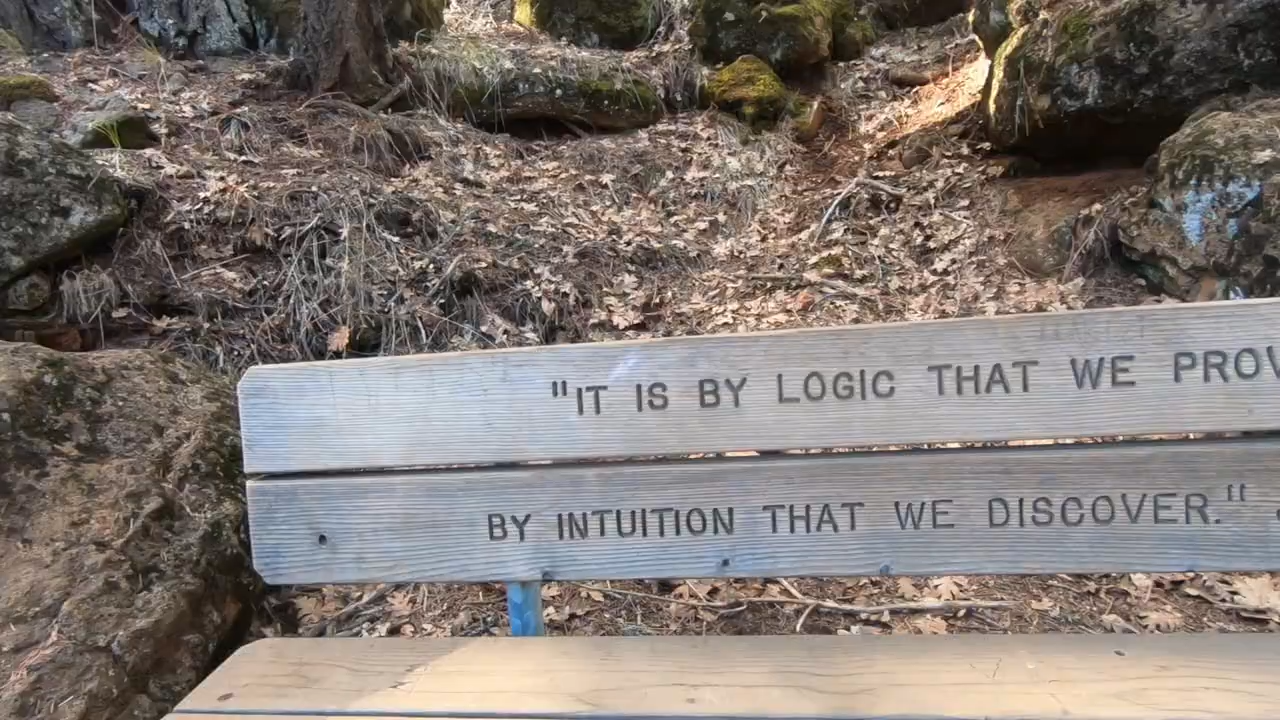 "IT IS BY LOGIC THAT WE PROV
BY INTUITION THAT WE DISCOVER."